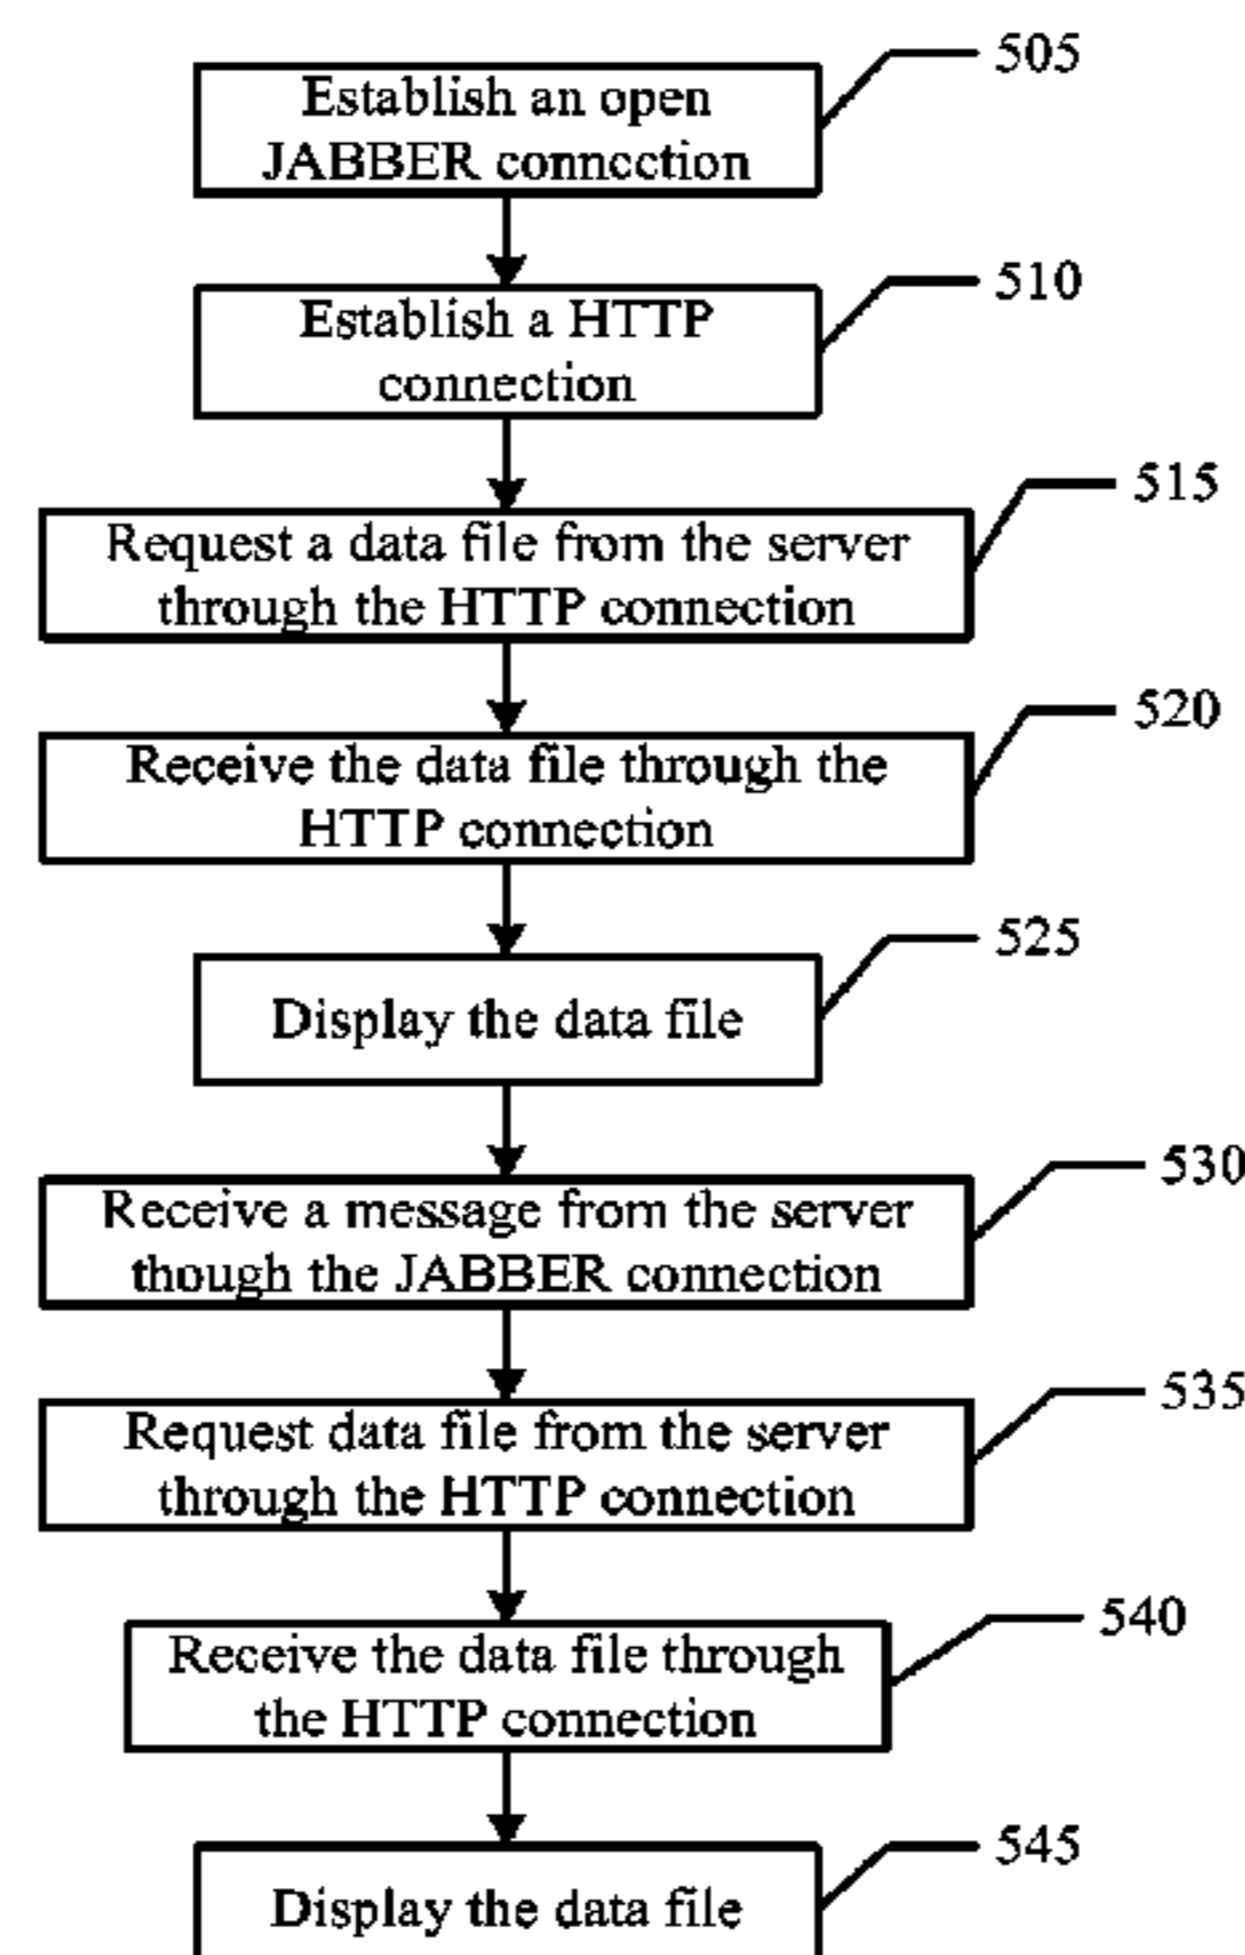 505
Establish an open
JABBER connection
510
Establish a HTTP
connection
515
Request a data file from the server
through the HTTP connection
520
Receive the data file through the
HTTP connection
525
Display the data file
530
Receive a message from the server
though the JABBER connection
535
Request data file from the server
through the HTTP connection
540
Receive the data file through
the HTTP connection
545
Display the data file